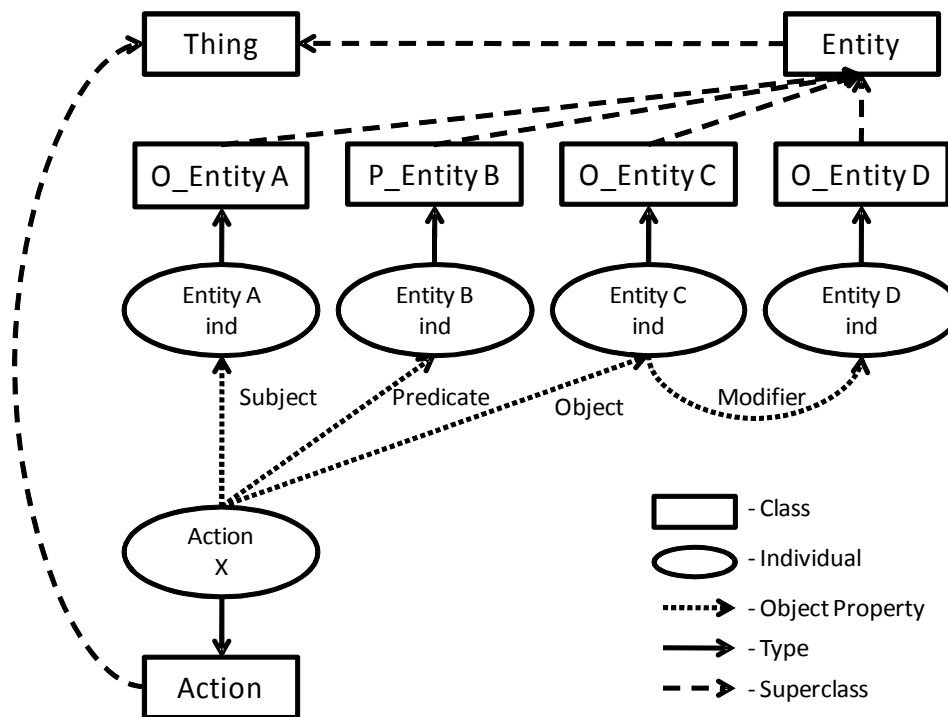 Thing
Entity
O_Entity A
P_Entity B
O_Entity C
O_Entity D
Entity A
ind
Entity B
ind
Entity C
ind
Entity D
ind
Subject
Predicate
Object
Modifier
Action
X
Action
- Class
- Individual
- Object Property
- Type
- Superclass